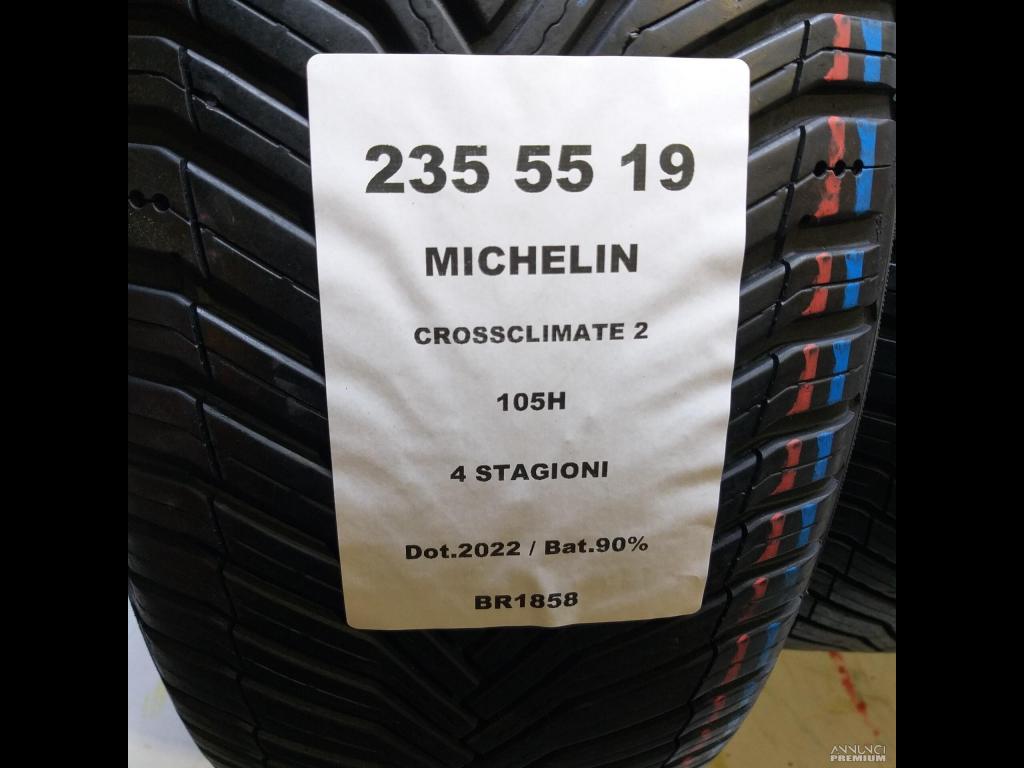 235 55 19
MICHELIN
CROSSCLIMATE 2
105H
4 STAGIONI
Dot.2022 / Bat.90%
BR1858
ANNUNCI
PREMIUM